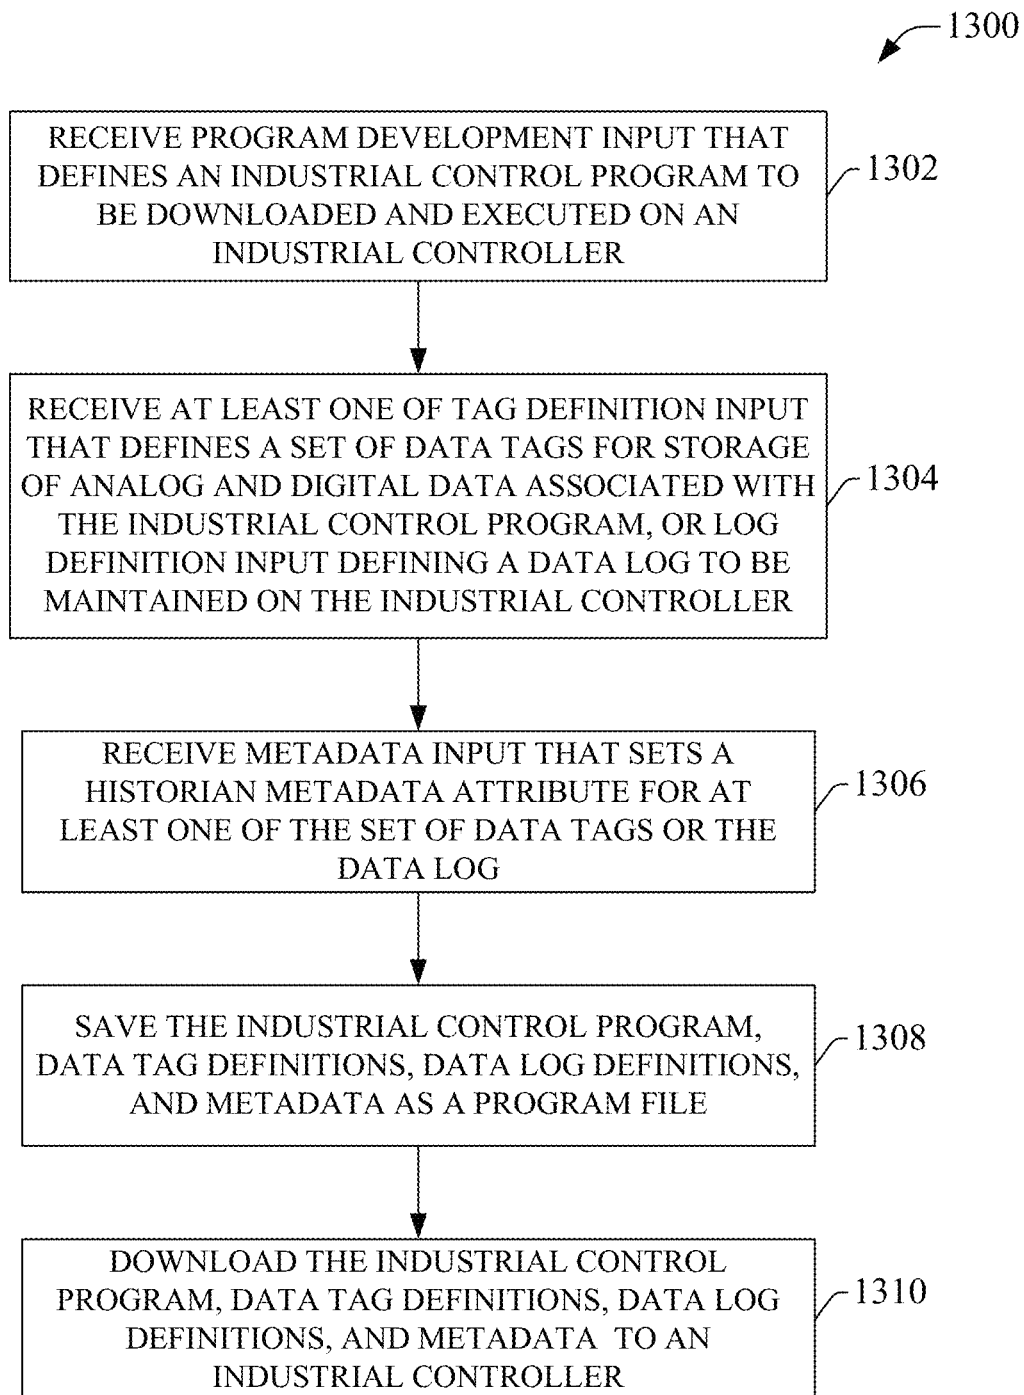 1300
RECEIVE PROGRAM DEVELOPMENT INPUT THAT
DEFINES AN INDUSTRIAL CONTROL PROGRAM TO
BE DOWNLOADED AND EXECUTED ON AN
INDUSTRIAL CONTROLLER
1302
RECEIVE AT LEAST ONE OF TAG DEFINITION INPUT
THAT DEFINES A SET OF DATA TAGS FOR STORAGE
OF ANALOG AND DIGITAL DATA ASSOCIATED WITH
THE INDUSTRIAL CONTROL PROGRAM, OR LOG
DEFINITION INPUT DEFINING A DATA LOG TO BE
MAINTAINED ON THE INDUSTRIAL CONTROLLER
1304
RECEIVE METADATA INPUT THAT SETS A
HISTORIAN METADATA ATTRIBUTE FOR AT
LEAST ONE OF THE SET OF DATA TAGS OR THE
DATA LOG
1306
SAVE THE INDUSTRIAL CONTROL PROGRAM,
DATA TAG DEFINITIONS, DATA LOG DEFINITIONS,
AND METADATA AS A PROGRAM FILE
1308
DOWNLOAD THE INDUSTRIAL CONTROL
PROGRAM, DATA TAG DEFINITIONS, DATA LOG
DEFINITIONS, AND METADATA TO AN
INDUSTRIAL CONTROLLER
1310